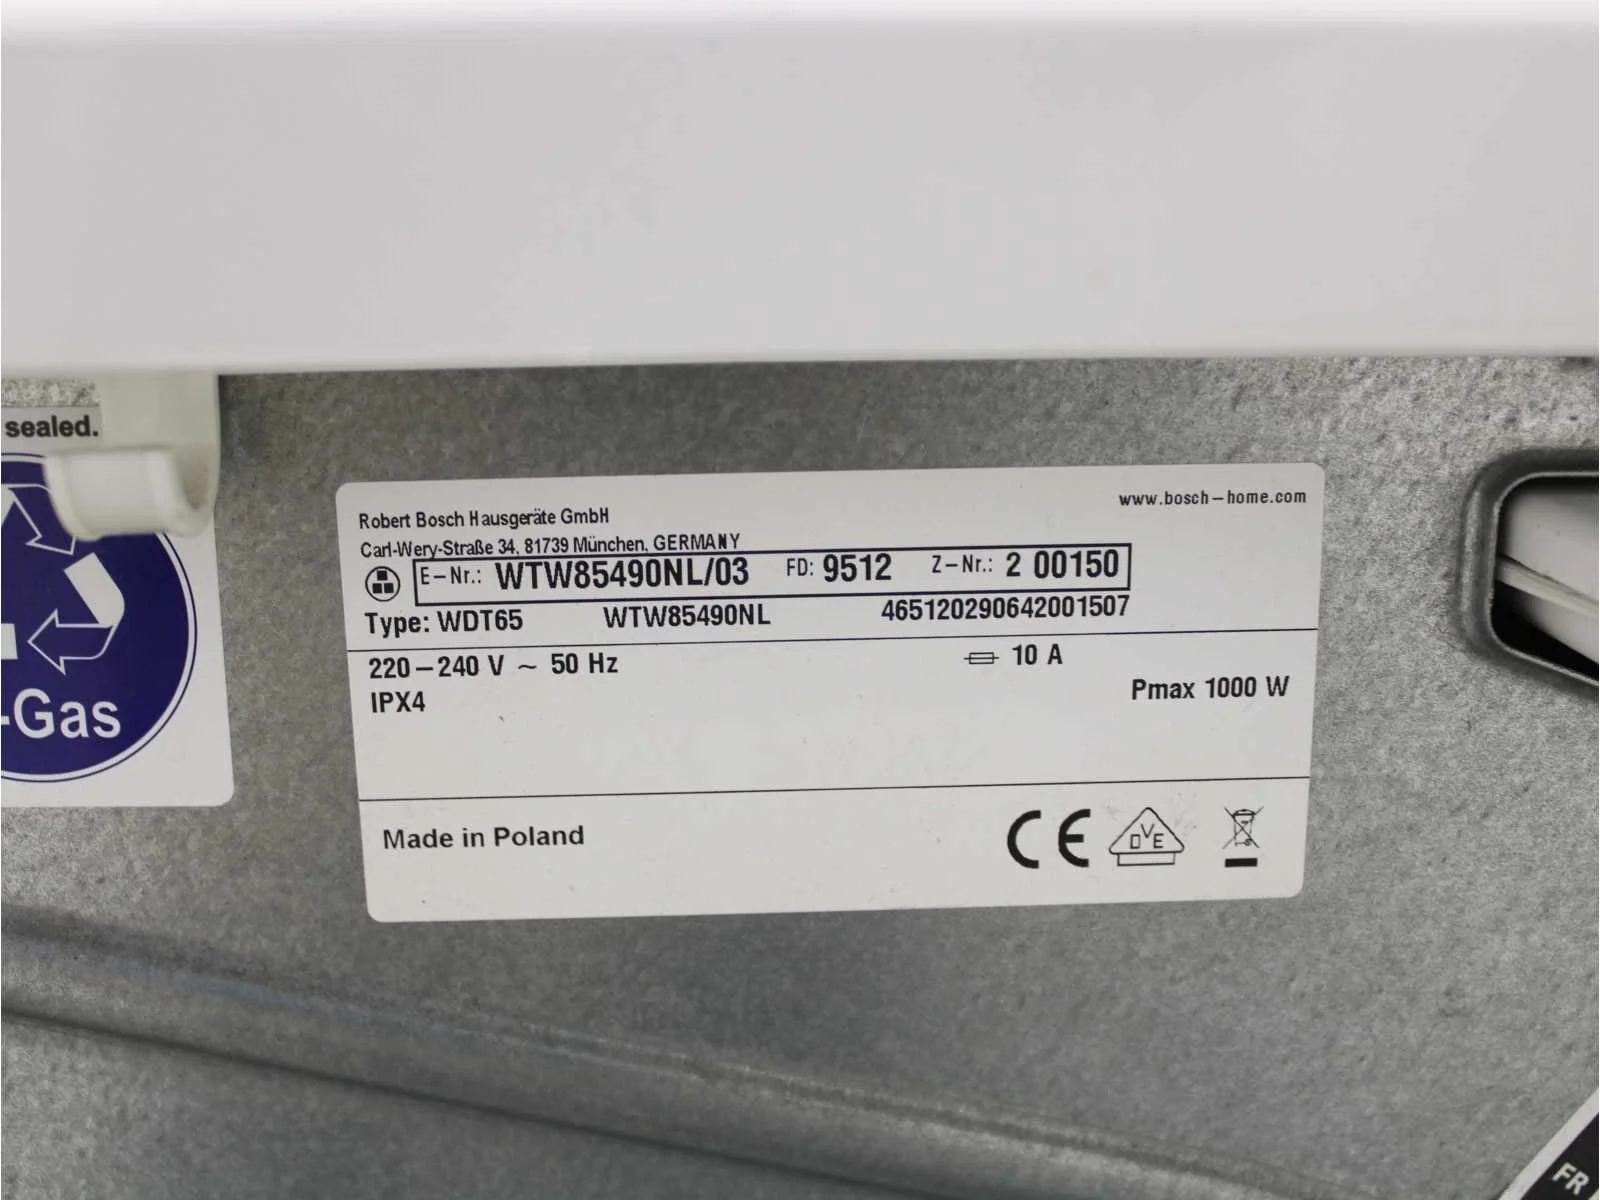 sealed.
-Gas
www.bosch-home.com
Robert Bosch Hausgeräte GmbH
Carl-Wery-Straße 34, 81739 München, GERMANY
E-Nr.: WTW85490NL/03 FD: 9512 Z-Nr.: 2 00150
Type: WDT65 WTW85490NL 465120290642001507
220-240 V ~ 50 Hz 10 A
IPX4 Pmax 1000 W
Made in Poland CE DVE
FR